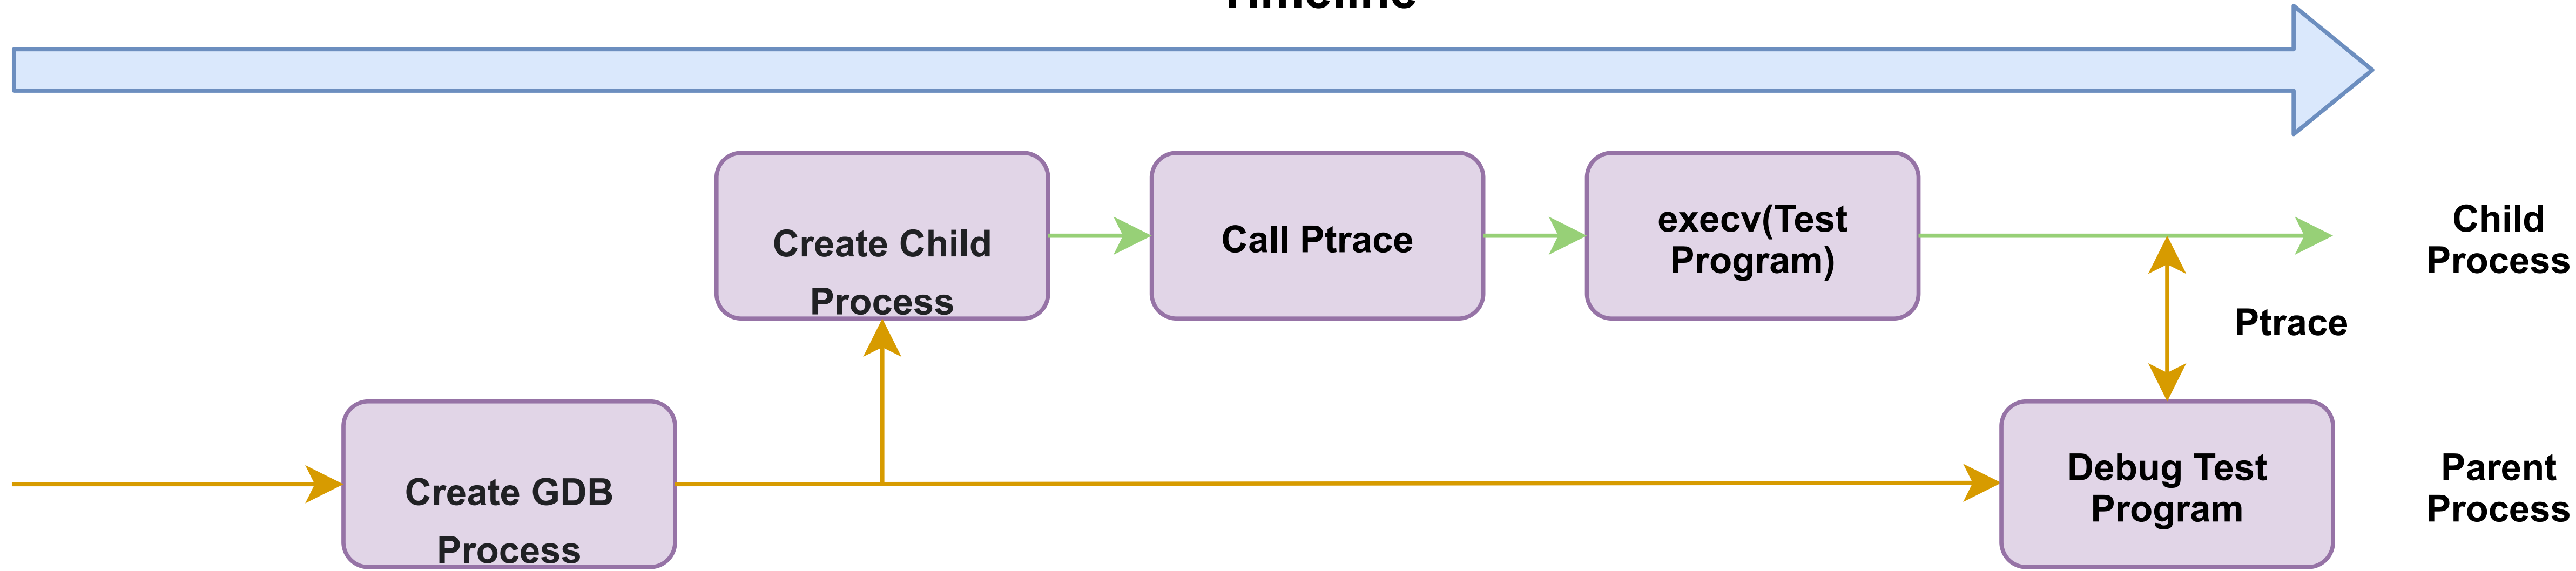 Timeline
Create Child
Process
Call Ptrace
execv(Test
Program)
Child
Process
Ptrace
Create GDB
Process
Debug Test
Program
Parent
Process